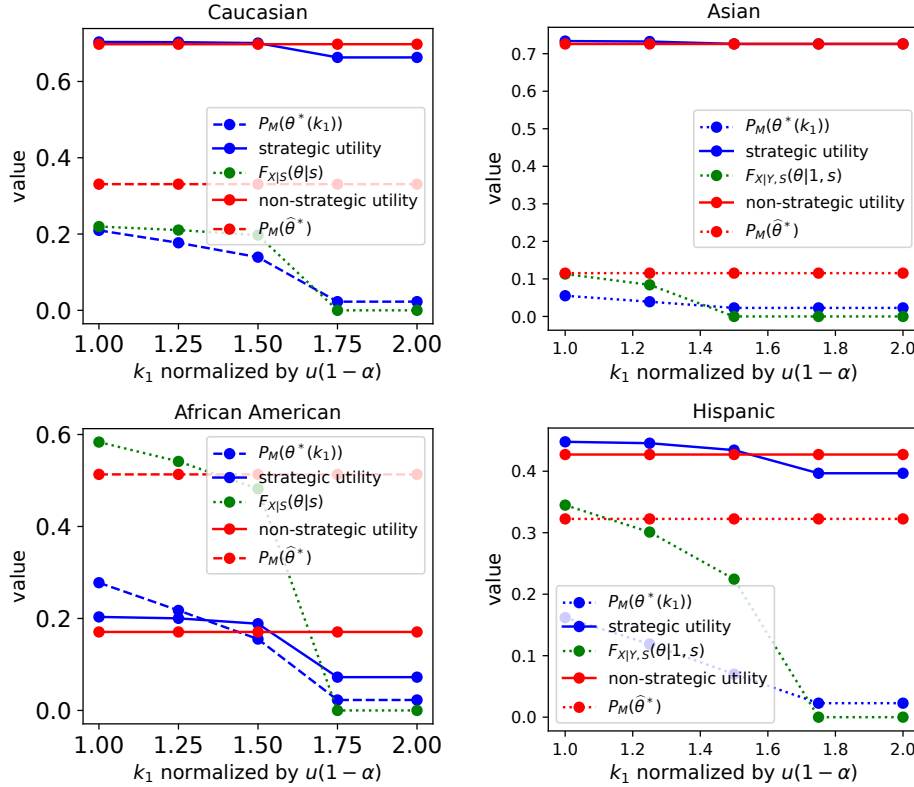 Caucasian
value
0.6
0.4
0.2
0.0
P_M(θ^*(k_1))
strategic utility
F_{X|S}(θ|s)
non-strategic utility
P_M(\hat{θ}^*)
1.00 1.25 1.50 1.75 2.00
k_1 normalized by u(1 − α)
Asian
value
0.7
0.6
0.5
0.4
0.3
0.2
0.1
0.0
P_M(θ^*(k_1))
strategic utility
F_{X|Y,S}(θ|1, s)
non-strategic utility
P_M(\hat{θ}^*)
1.0 1.2 1.4 1.6 1.8 2.0
k_1 normalized by u(1 − α)
African American
value
0.6
0.4
0.2
0.0
P_M(θ^*(k_1))
strategic utility
F_{X|S}(θ|s)
non-strategic utility
P_M(\hat{θ}^*)
1.00 1.25 1.50 1.75 2.00
k_1 normalized by u(1 − α)
Hispanic
value
0.4
0.3
0.2
0.1
0.0
P_M(θ^*(k_1))
strategic utility
F_{X|Y,S}(θ|1, s)
non-strategic utility
P_M(\hat{θ}^*)
1.0 1.2 1.4 1.6 1.8 2.0
k_1 normalized by u(1 − α)